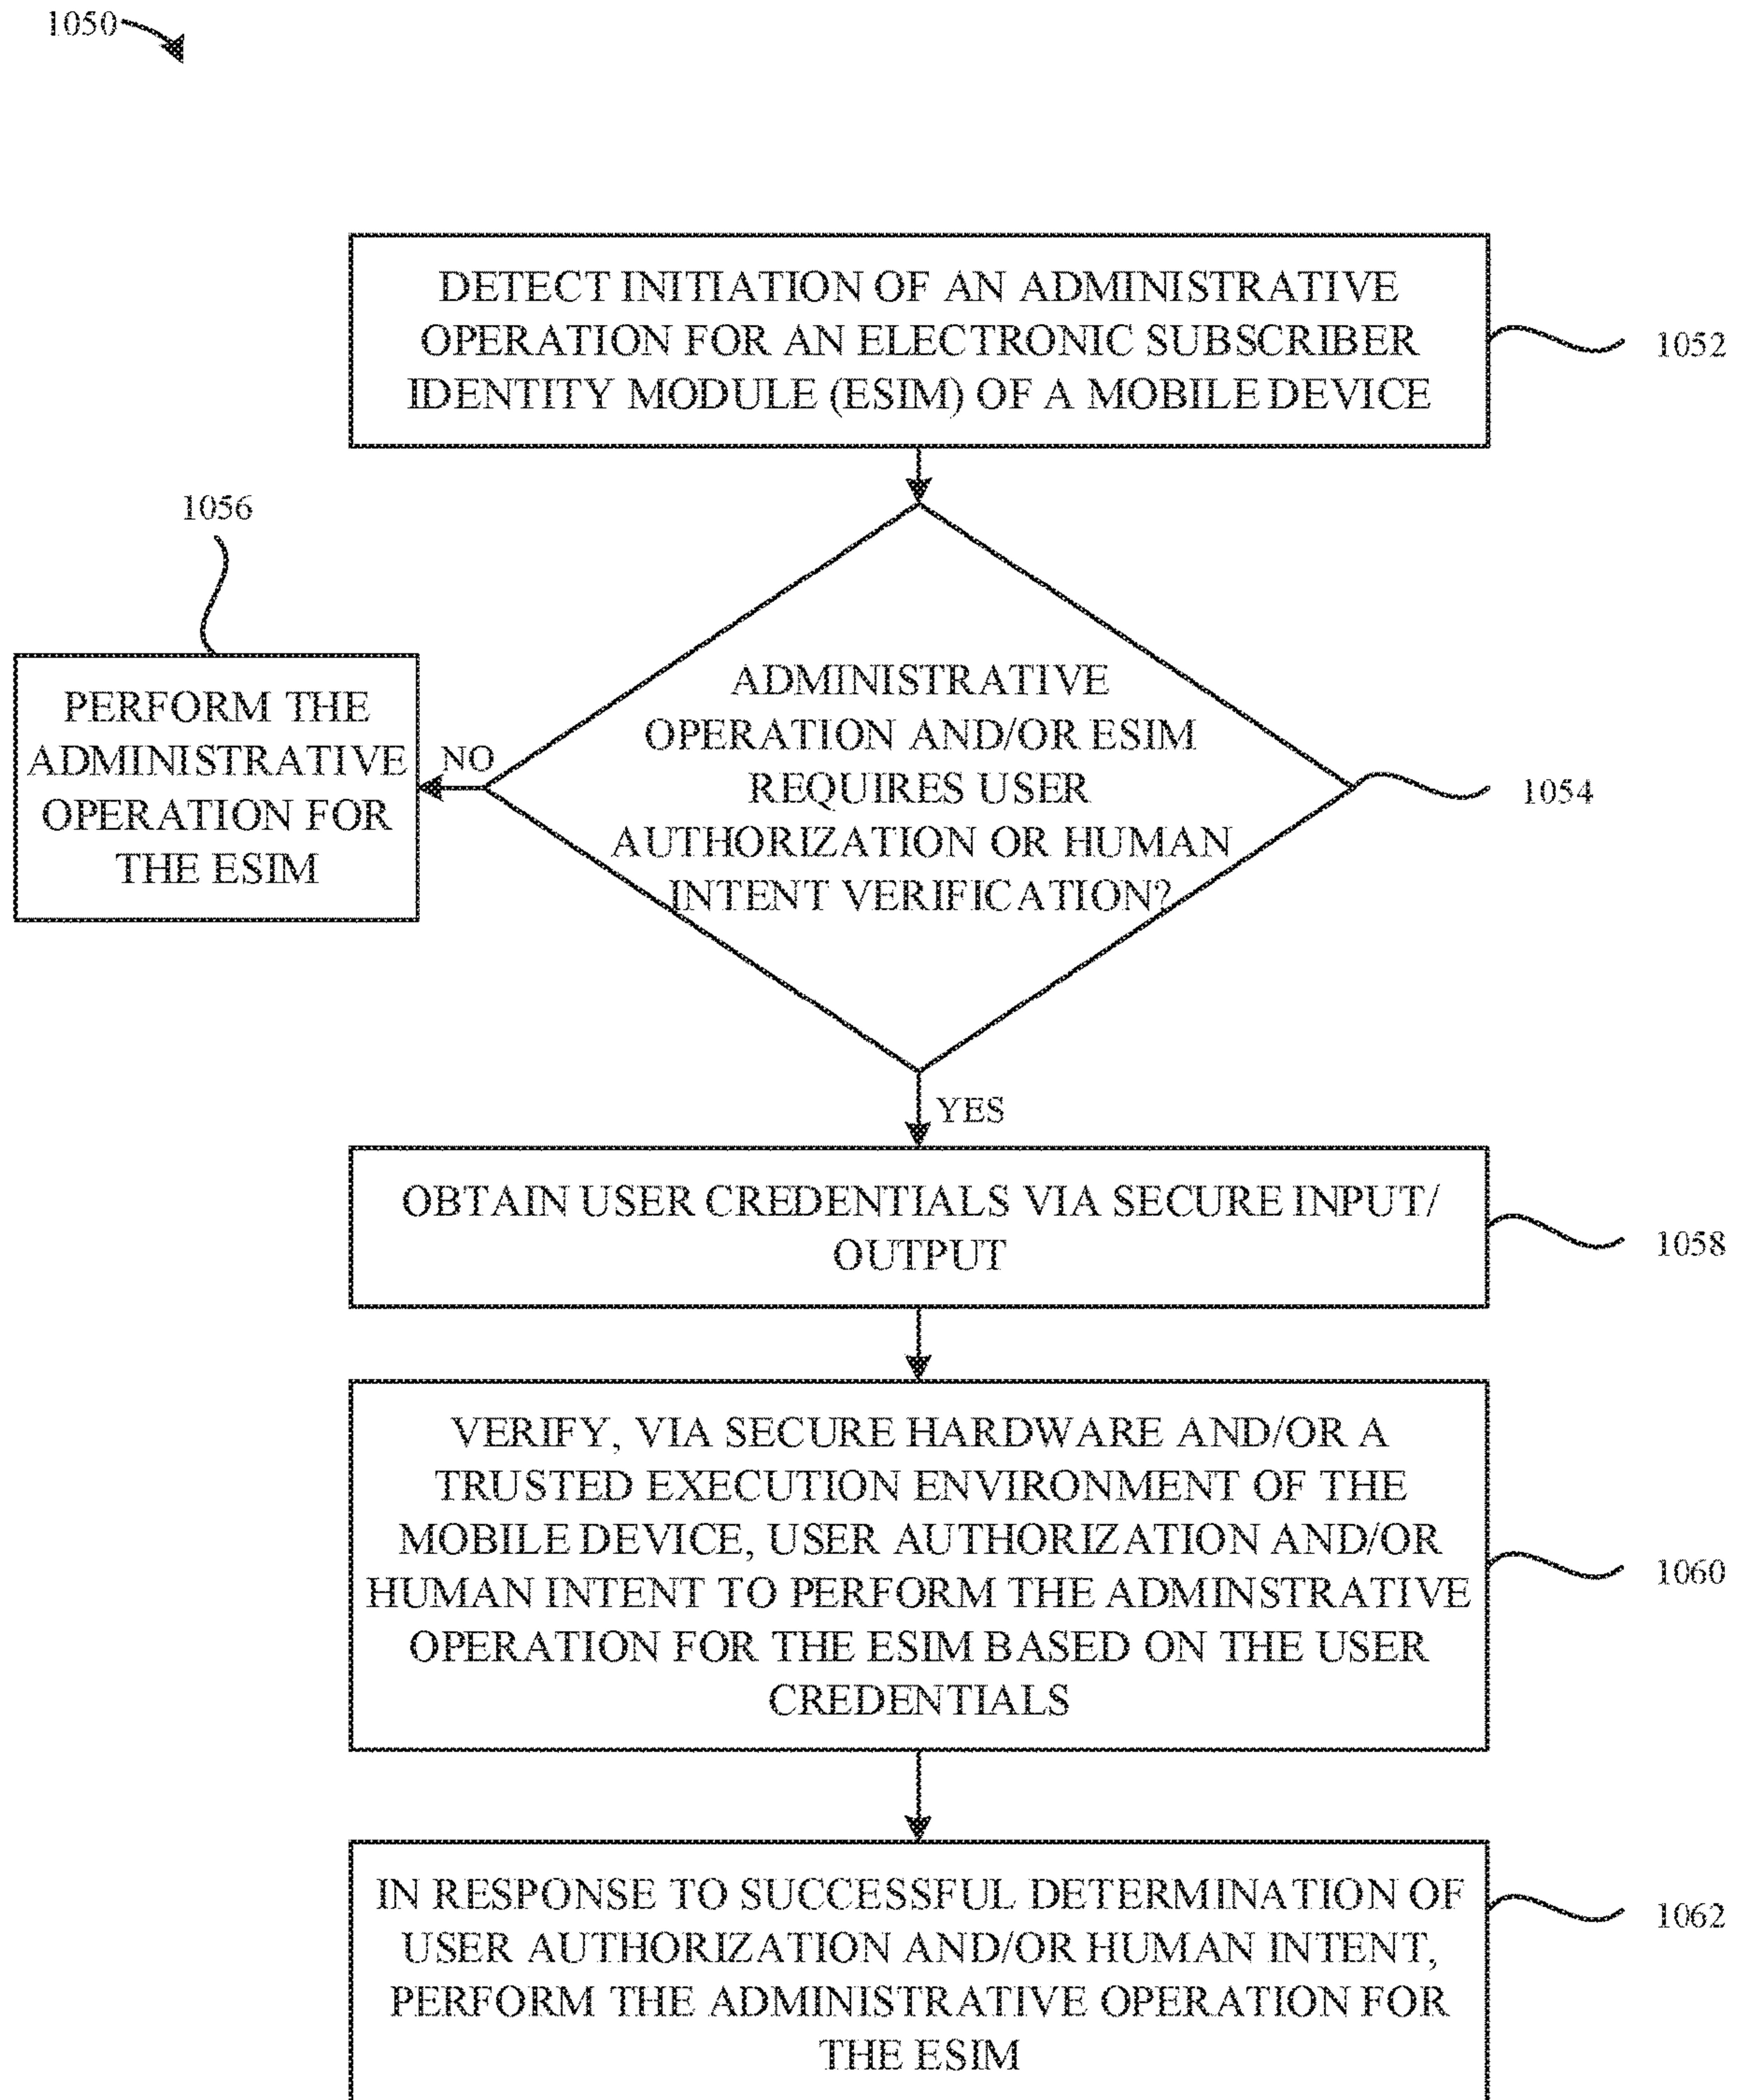 1050
DETECT INITIATION OF AN ADMINISTRATIVE
OPERATION FOR AN ELECTRONIC SUBSCRIBER
IDENTITY MODULE (ESIM) OF A MOBILE DEVICE
1052
1056
PERFORM THE
ADMINISTRATIVE
OPERATION FOR
THE ESIM
NO
ADMINISTRATIVE
OPERATION AND/OR ESIM
REQUIRES USER
AUTHORIZATION OR HUMAN
INTENT VERIFICATION?
1054
YES
OBTAIN USER CREDENTIALS VIA SECURE INPUT/
OUTPUT
1058
VERIFY, VIA SECURE HARDWARE AND/OR A
TRUSTED EXECUTION ENVIRONMENT OF THE
MOBILE DEVICE, USER AUTHORIZATION AND/OR
HUMAN INTENT TO PERFORM THE ADMINSTRATIVE
OPERATION FOR THE ESIM BASED ON THE USER
CREDENTIALS
1060
IN RESPONSE TO SUCCESSFUL DETERMINATION OF
USER AUTHORIZATION AND/OR HUMAN INTENT,
PERFORM THE ADMINISTRATIVE OPERATION FOR
THE ESIM
1062